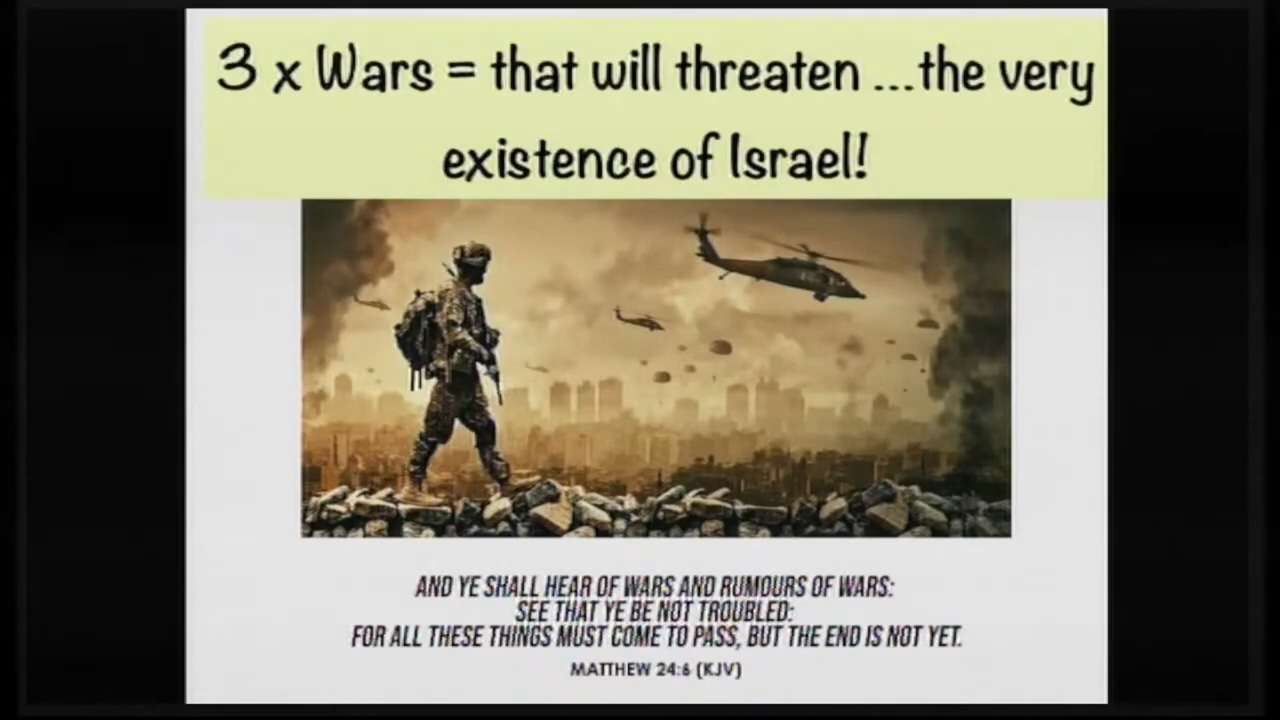 3 x Wars = that will threaten ...the very
existence of Israel!
AND YE SHALL HEAR OF WARS AND RUMOURS OF WARS:
SEE THAT YE BE NOT TROUBLED:
FOR ALL THESE THINGS MUST COME TO PASS, BUT THE END IS NOT YET.
MATTHEW 24:6 (KJV)